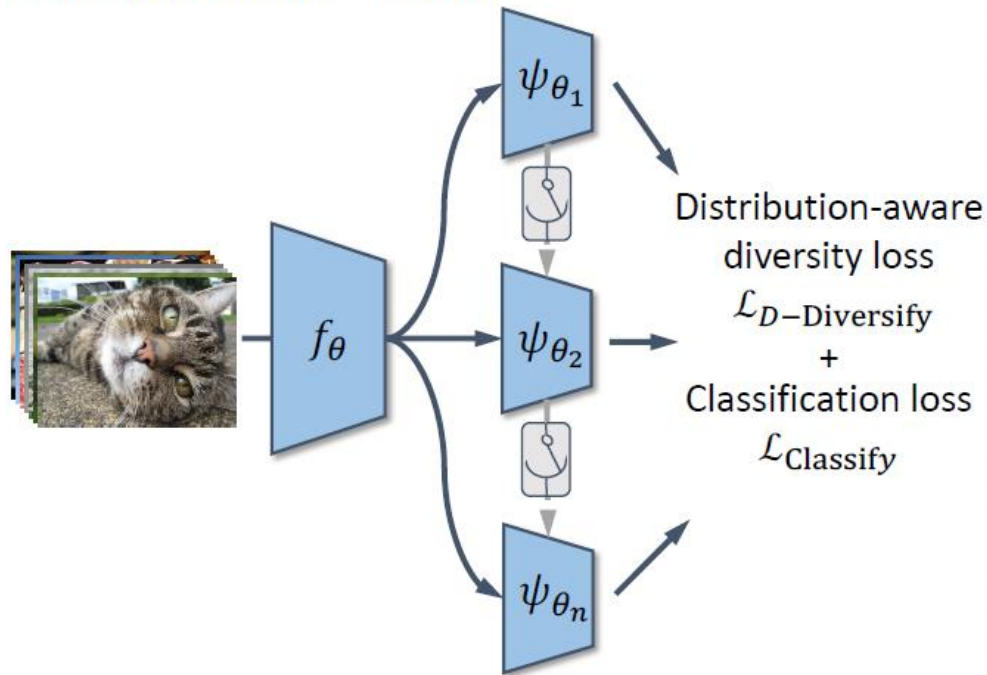 ψθ₁
fθ
ψθ₂
ψθₙ
Distribution-aware
diversity loss
ℒD−Diversify
+
Classification loss
ℒClassify